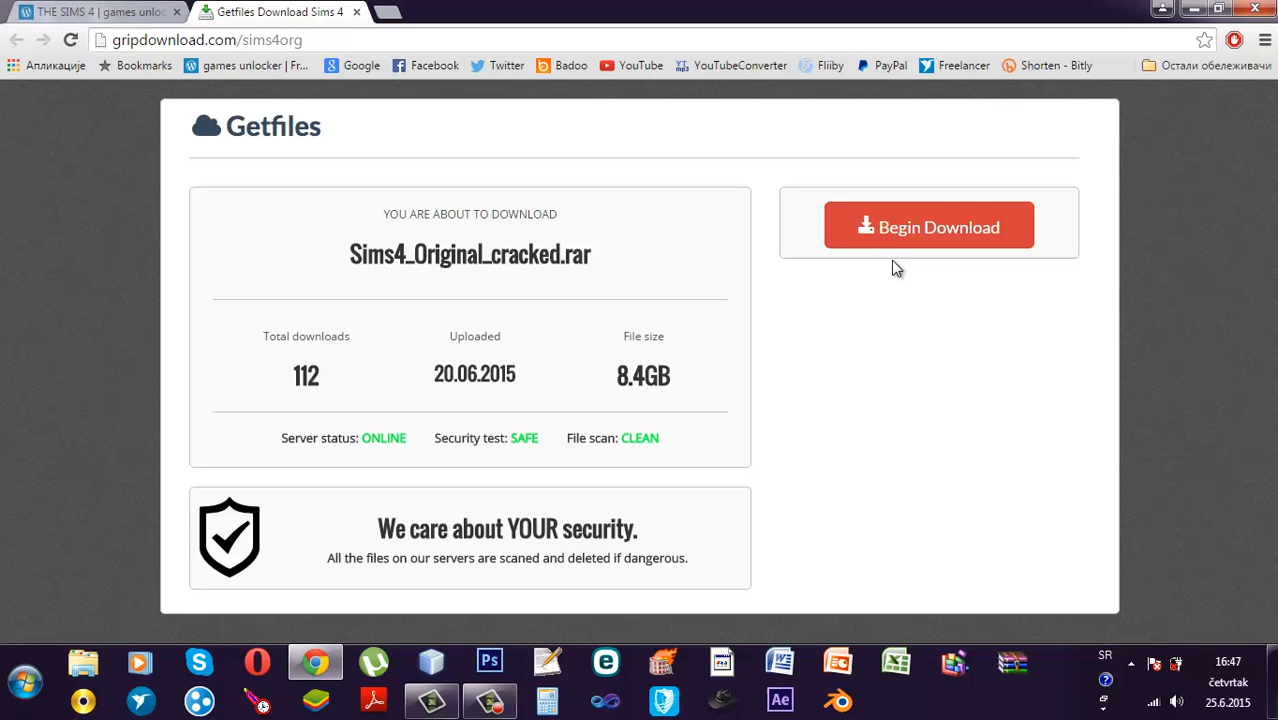 THE SIMS 4 | games unloc
Getfiles Download Sims 4
gripdownload.com/sims4org
Апликације Bookmarks games unlocker | Fr... Google Facebook Twitter Badoo YouTube YouTubeConverter Fliiby PayPal Freelancer Shorten - Bitly Остали обележивачи
Getfiles
YOU ARE ABOUT TO DOWNLOAD
Sims4_Original_cracked.rar
Begin Download
Total downloads Uploaded File size
112 20.06.2015 8.4GB
Server status: ONLINE Security test: SAFE File scan: CLEAN
We care about YOUR security.
All the files on our servers are scaned and deleted if dangerous.
SR
16:47
četvrtak
25.6.2015